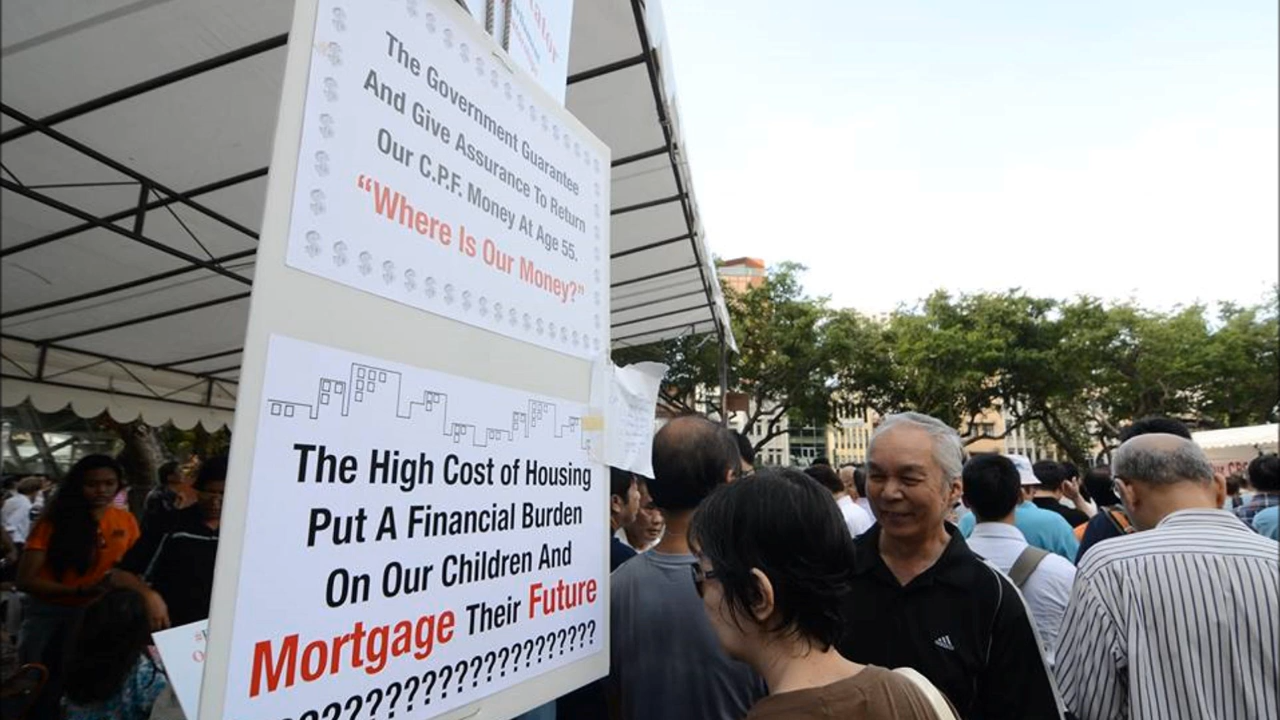 The Government Guarantee
And Give Assurance To Return
Our C.P.F. Money At Age 55.
“Where Is Our Money?”
The High Cost of Housing
Put A Financial Burden
On Our Children And
Mortgage Their Future
?????????????????????